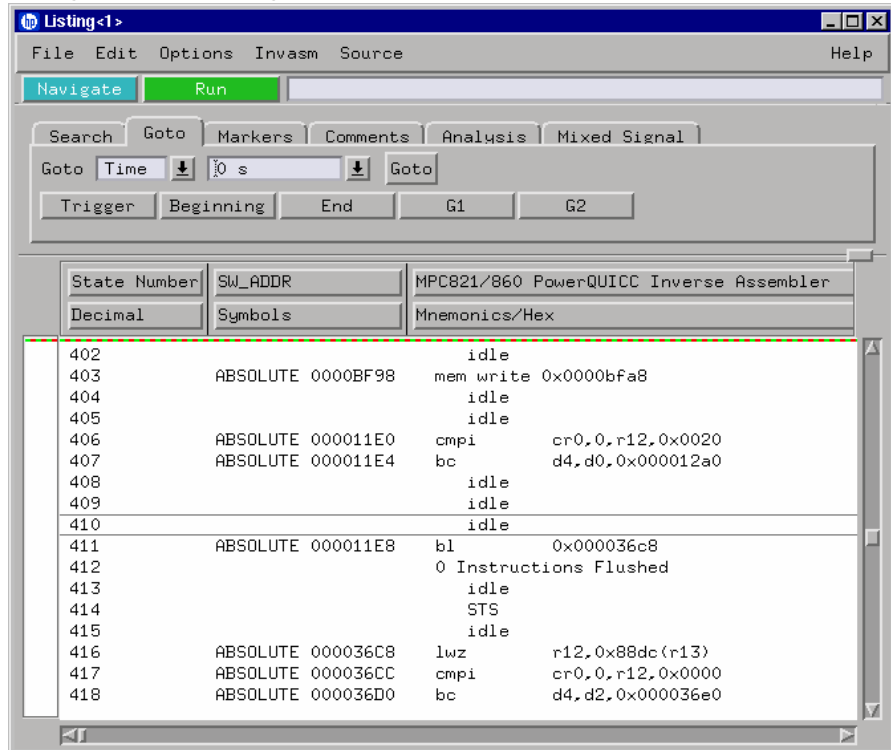 hp Listing<1>
File Edit Options Invasm Source Help
Navigate Run
Search Goto Markers Comments Analysis Mixed Signal
Goto Time 0 s Goto
Trigger Beginning End G1 G2
State Number SW_ADDR MPC821/860 PowerQUICC Inverse Assembler
Decimal Symbols Mnemonics/Hex
402 idle
403 ABSOLUTE 0000BF98 mem write 0x0000bfa8
404 idle
405 idle
406 ABSOLUTE 000011E0 cmpi cr0,0,r12,0x0020
407 ABSOLUTE 000011E4 bc d4,d0,0x000012a0
408 idle
409 idle
410 idle
411 ABSOLUTE 000011E8 bl 0x000036c8
412 0 Instructions Flushed
413 idle
414 STS
415 idle
416 ABSOLUTE 000036C8 lwz r12,0x88dc(r13)
417 ABSOLUTE 000036CC cmpi cr0,0,r12,0x0000
418 ABSOLUTE 000036D0 bc d4,d2,0x000036e0